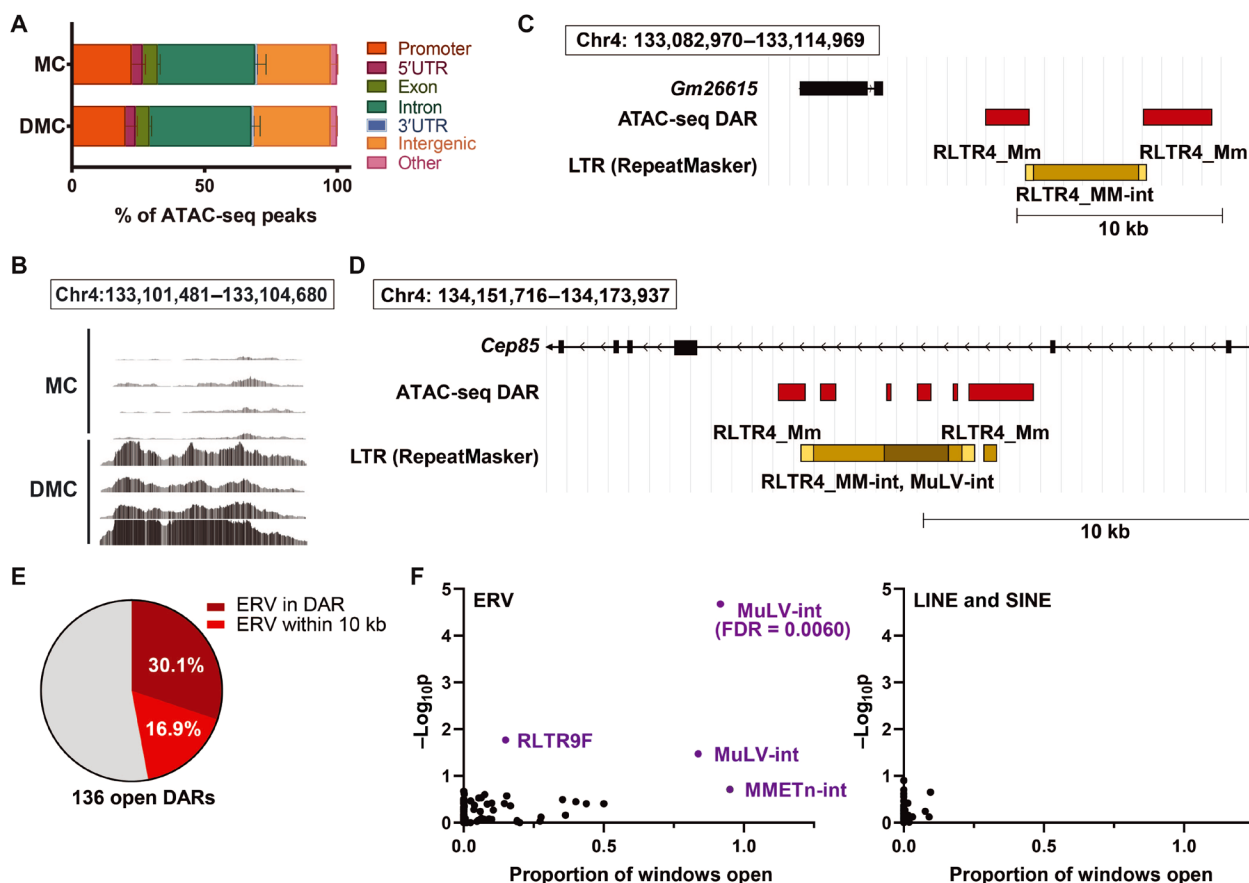 A
MC
DMC
0
50
100
% of ATAC-seq peaks
Promoter
5′UTR
Exon
Intron
3′UTR
Intergenic
Other
B
Chr4:133,101,481–133,104,680
MC
DMC
C
Chr4: 133,082,970–133,114,969
Gm26615
ATAC-seq DAR
RLTR4_Mm RLTR4_Mm
LTR (RepeatMasker)
RLTR4_MM-int
10 kb
D
Chr4: 134,151,716–134,173,937
Cep85
ATAC-seq DAR
RLTR4_Mm RLTR4_Mm
LTR (RepeatMasker)
RLTR4_MM-int, MuLV-int
10 kb
E
ERV in DAR
ERV within 10 kb
30.1%
16.9%
136 open DARs
F
ERV
5
4
3
2
1
0
–Log10p
MuLV-int
(FDR = 0.0060)
RLTR9F
MuLV-int
MMETn-int
0.0 0.5 1.0
Proportion of windows open
LINE and SINE
5
4
3
2
1
0
–Log10p
0.0 0.5 1.0
Proportion of windows open